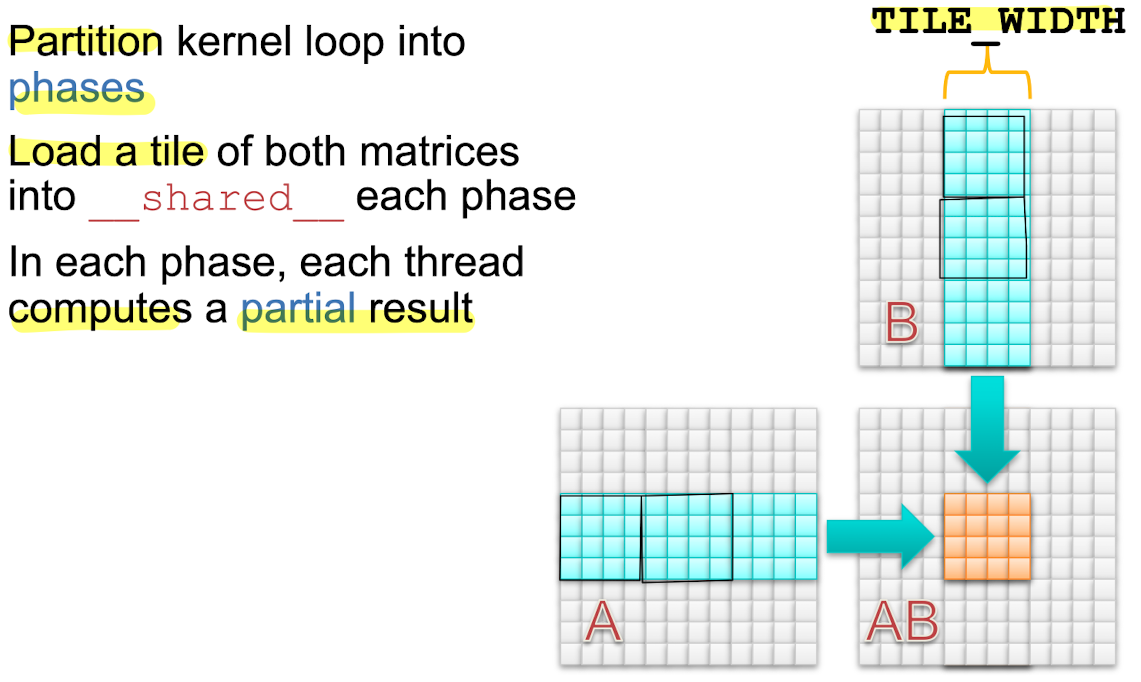 Partition kernel loop into
phases
Load a tile of both matrices
into __shared__ each phase
In each phase, each thread
computes a partial result
TILE_WIDTH
B
A
AB